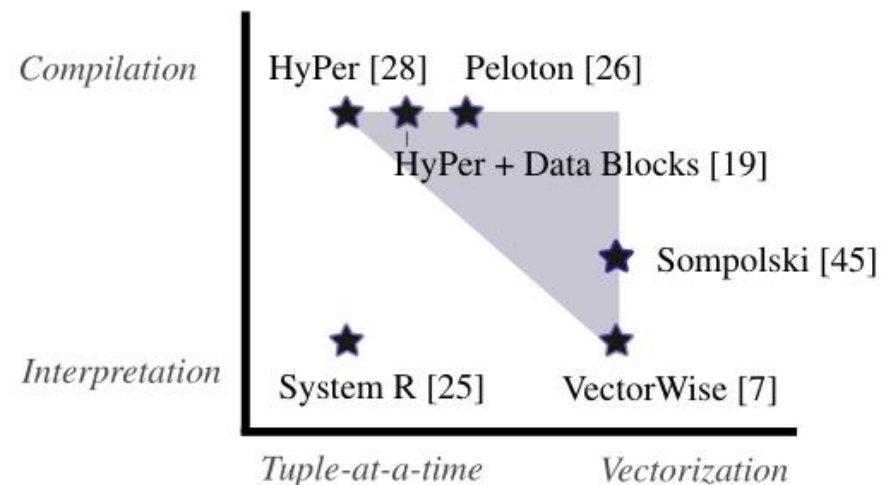 Compilation
HyPer [28]
Peloton [26]
HyPer + Data Blocks [19]
Sompolski [45]
Interpretation
System R [25]
VectorWise [7]
Tuple-at-a-time
Vectorization